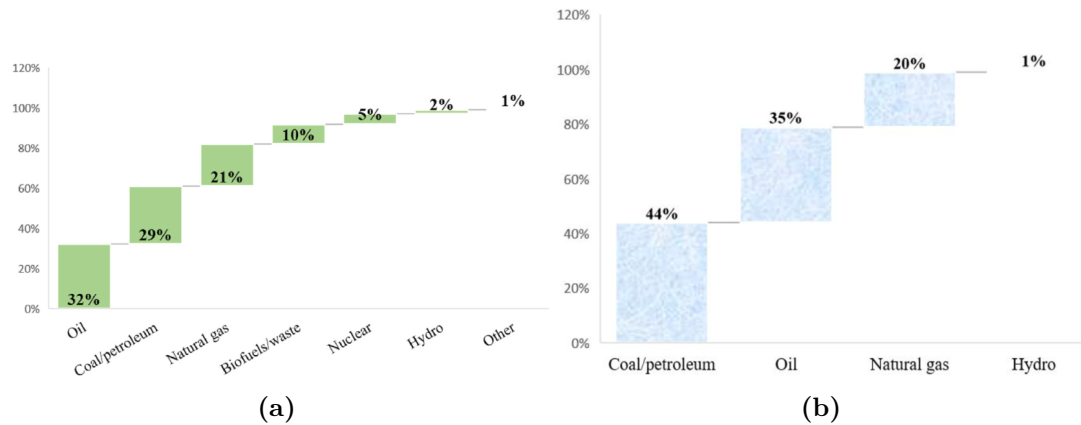 120%
100%
80%
60%
40%
20%
0%
32%
29%
21%
10%
5%
2%
1%
Oil
Coal/petroleum
Natural gas
Biofuels/waste
Nuclear
Hydro
Other
(a)
120%
100%
80%
60%
40%
20%
0%
44%
35%
20%
1%
Coal/petroleum
Oil
Natural gas
Hydro
(b)